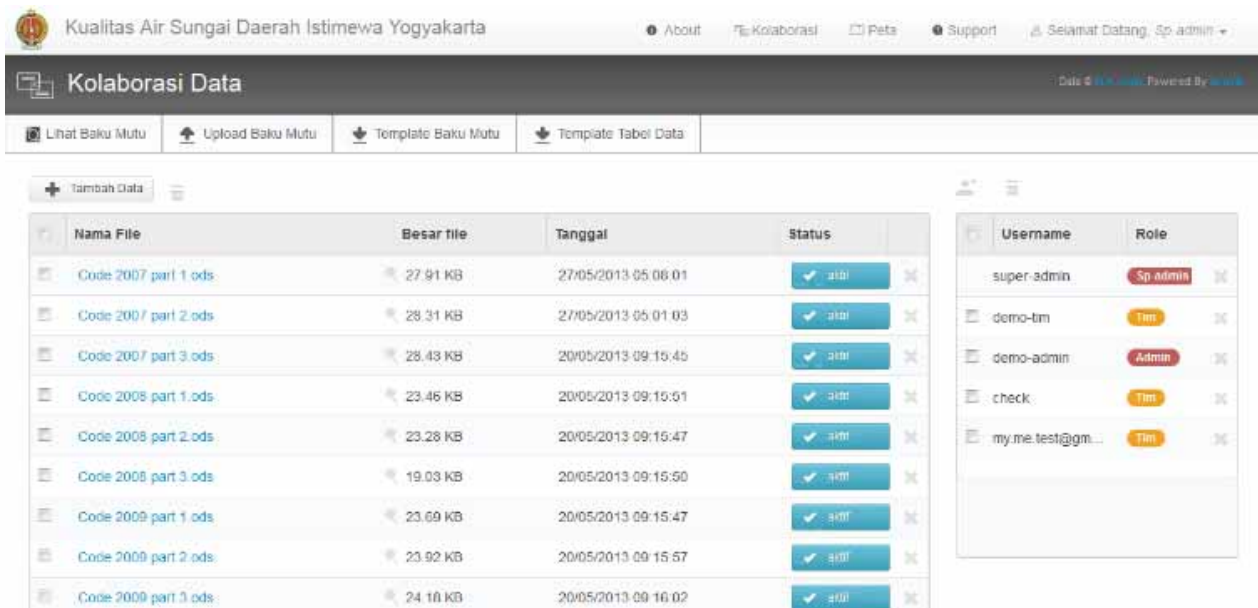 Kualitas Air Sungai Daerah Istimewa Yogyakarta About Kolaborasi Peta Support Selamat Datang, Sp admin
Kolaborasi Data Data © Powered By
Lihat Baku Mutu Upload Baku Mutu Template Baku Mutu Template Tabel Data
Tambah Data
Nama File Besar file Tanggal Status Username Role
Code 2007 part 1.ods 27.91 KB 27/05/2013 05:08:01 aktif super-admin Sp admin
Code 2007 part 2.ods 28.31 KB 27/05/2013 05:01:03 aktif demo-tim Tim
Code 2007 part 3.ods 28.43 KB 20/05/2013 09:15:45 aktif demo-admin Admin
Code 2008 part 1.ods 23.46 KB 20/05/2013 09:15:51 aktif check Tim
Code 2008 part 2.ods 23.28 KB 20/05/2013 09:15:47 aktif my.me.test@gm... Tim
Code 2008 part 3.ods 19.03 KB 20/05/2013 09:15:50 aktif
Code 2009 part 1.ods 23.69 KB 20/05/2013 09:15:47 aktif
Code 2009 part 2.ods 23.92 KB 20/05/2013 09:15:57 aktif
Code 2009 part 3.ods 24.18 KB 20/05/2013 09:16:02 aktif